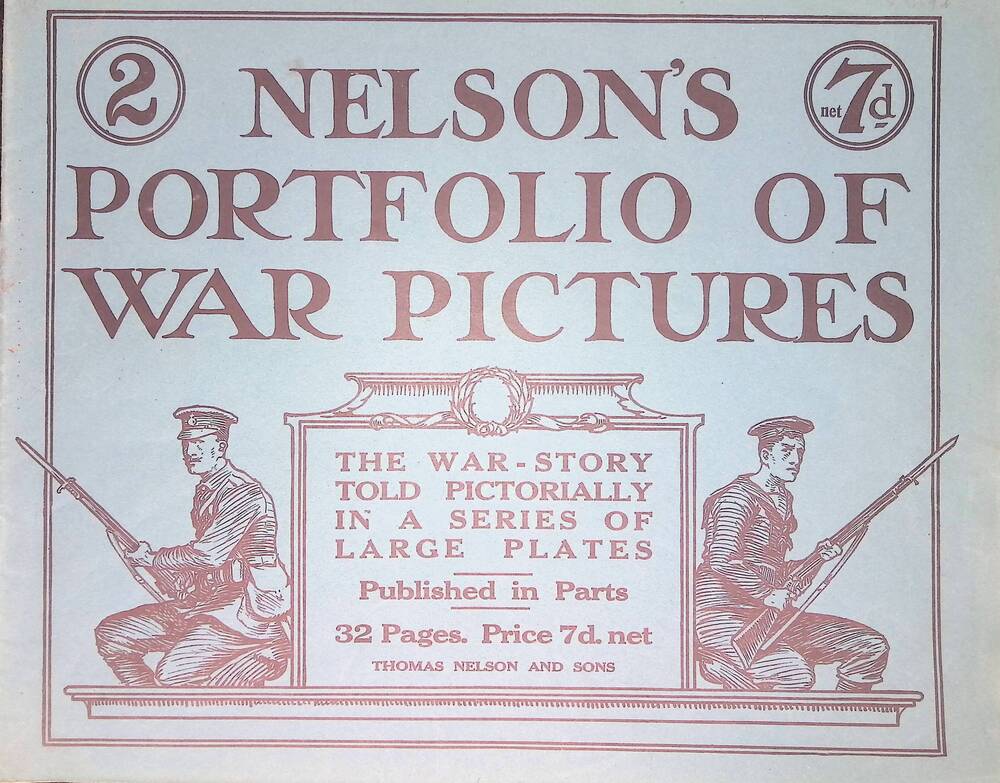 2
NELSON'S
net 7d
PORTFOLIO OF
WAR PICTURES
THE WAR-STORY
TOLD PICTORIALLY
IN A SERIES OF
LARGE PLATES
Published in Parts
32 Pages. Price 7d. net
THOMAS NELSON AND SONS